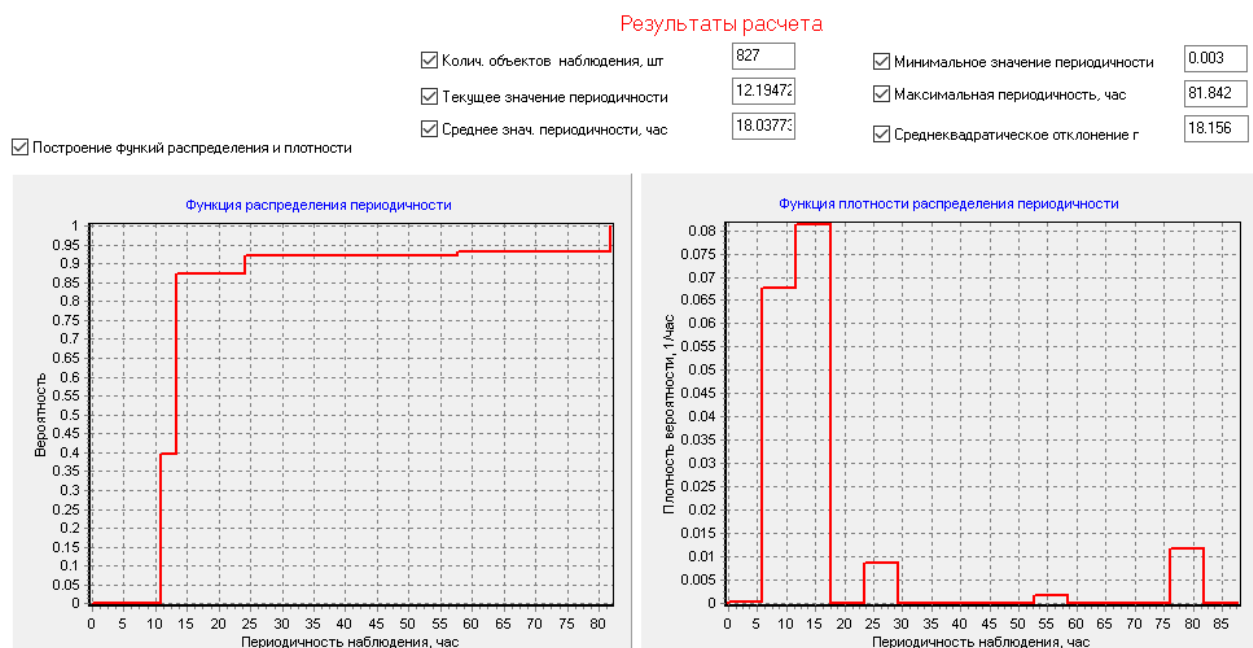 Результаты расчета
Колич. объектов наблюдения, шт
827
Минимальное значение периодичности
0.003
Текущее значение периодичности
12.19472
Максимальная периодичность, час
81.842
Среднее знач. периодичности, час
18.03773
Среднеквадратическое отклонение г
18.156
Построение функий распределения и плотности
Функция распределения периодичности
Вероятность
1
0.95
0.9
0.85
0.8
0.75
0.7
0.65
0.6
0.55
0.5
0.45
0.4
0.35
0.3
0.25
0.2
0.15
0.1
0.05
0
0 5 10 15 20 25 30 35 40 45 50 55 60 65 70 75 80
Периодичность наблюдения, час
Функция плотности распределения периодичности
Плотность вероятности, 1/час
0.08
0.075
0.07
0.065
0.06
0.055
0.05
0.045
0.04
0.035
0.03
0.025
0.02
0.015
0.01
0.005
0
0 5 10 15 20 25 30 35 40 45 50 55 60 65 70 75 80 85
Периодичность наблюдения, час